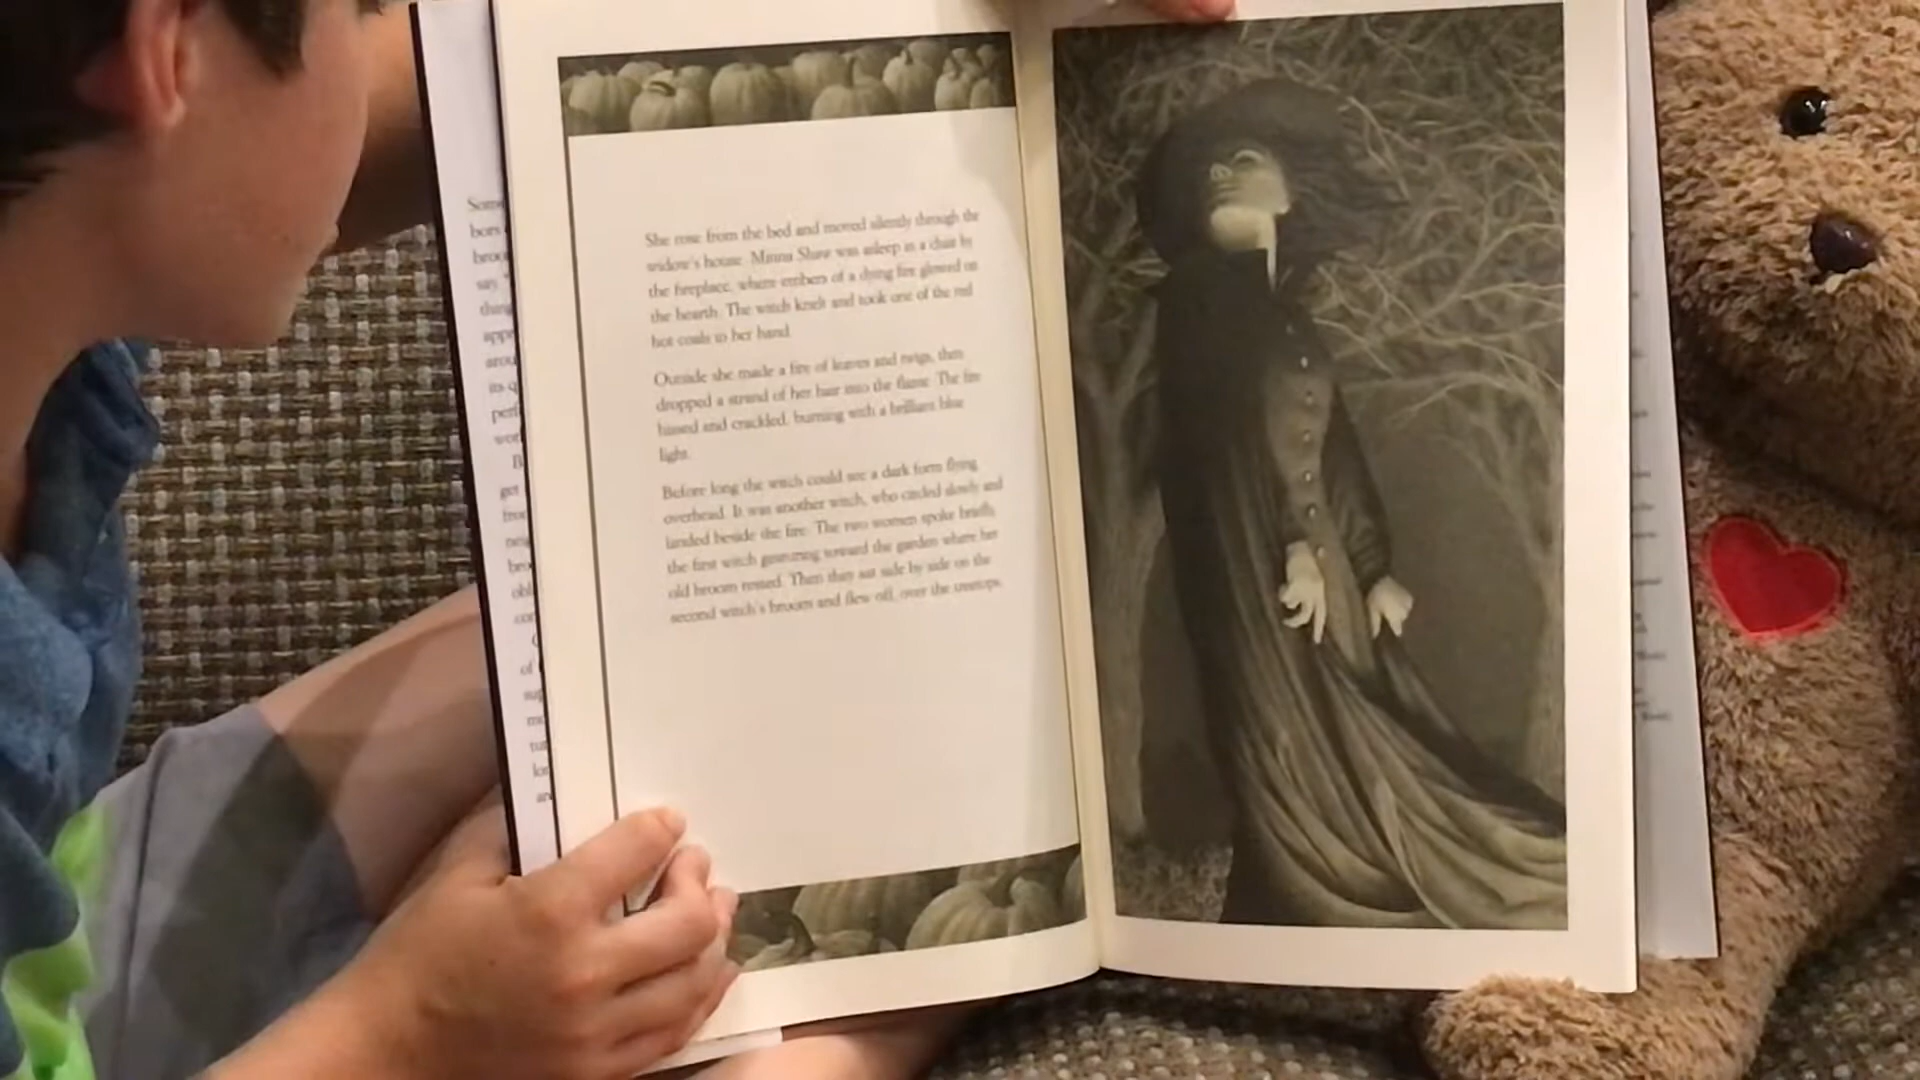 She rose from the bed and moved silently through the
widow's house. Minna Shaw was asleep in a chair by
the fireplace, where embers of a dying fire glowed on
the hearth. The witch knelt and took one of the red
hot coals in her hand.
Outside she made a fire of leaves and twigs, then
dropped a strand of her hair into the flame. The fire
hissed and crackled, burning with a brilliant blue
light.
Before long the witch could see a dark form flying
overhead. It was another witch, who circled slowly and
landed beside the fire. The two women spoke briefly,
the first witch gesturing toward the garden where her
old broom rested. Then they sat side by side on the
second witch's broom and flew off, over the treetops.